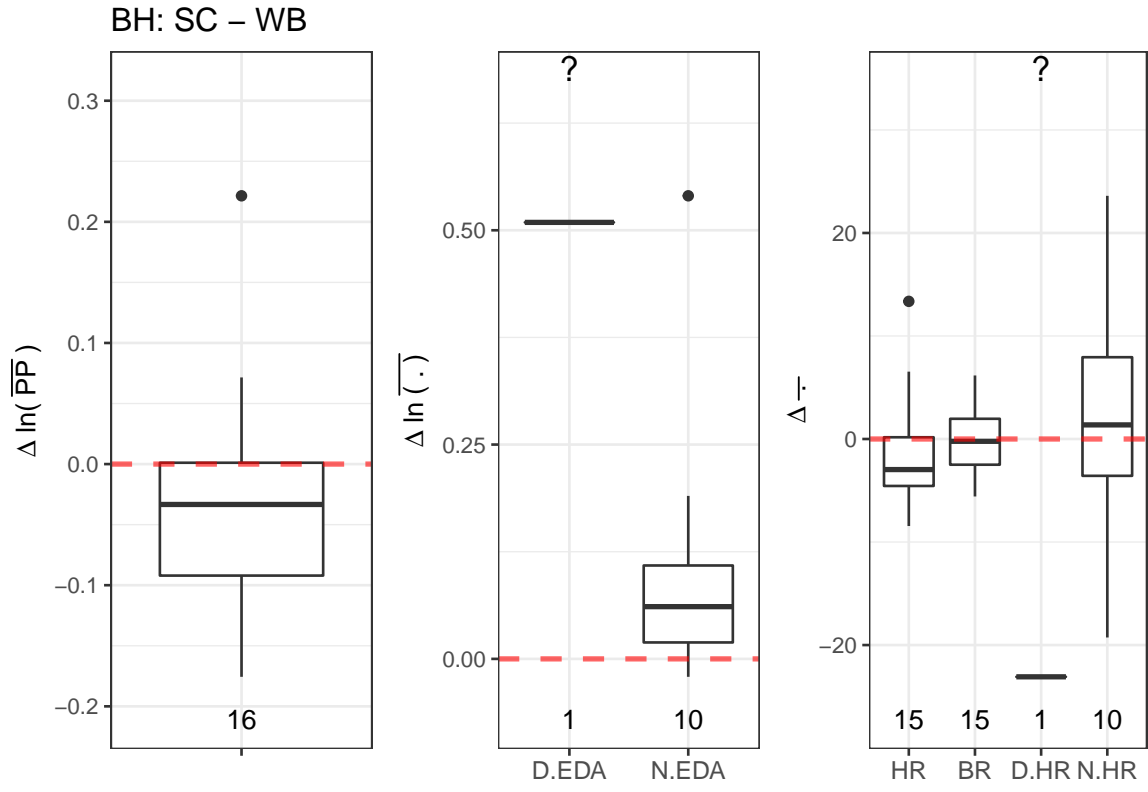 BH: SC − WB
Δ ln( PP )
0.3
0.2
0.1
0.0
−0.1
−0.2
16
Δ ln ( . )
0.50
0.25
0.00
?
1
10
D.EDA
N.EDA
Δ .
20
0
−20
?
15
15
1
10
HR
BR
D.HR
N.HR